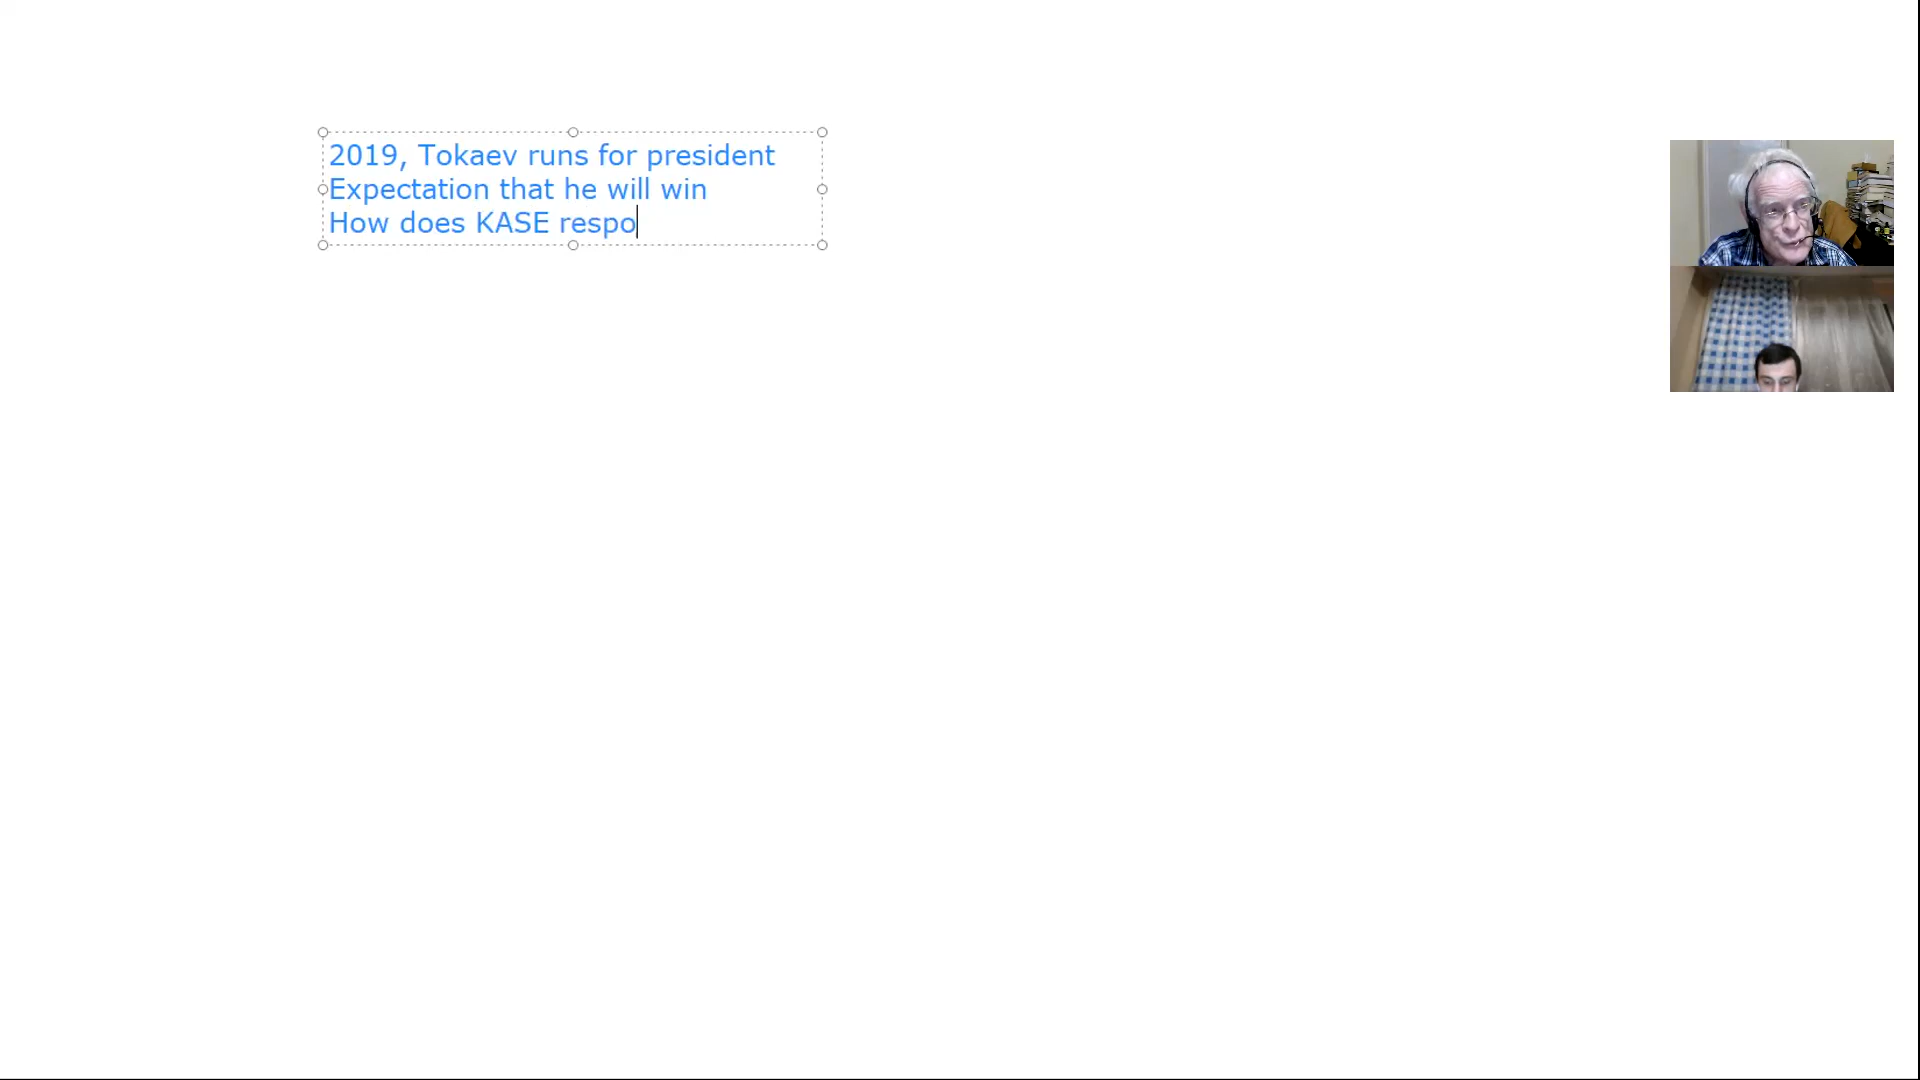 2019, Tokaev runs for president
Expectation that he will win
How does KASE respo